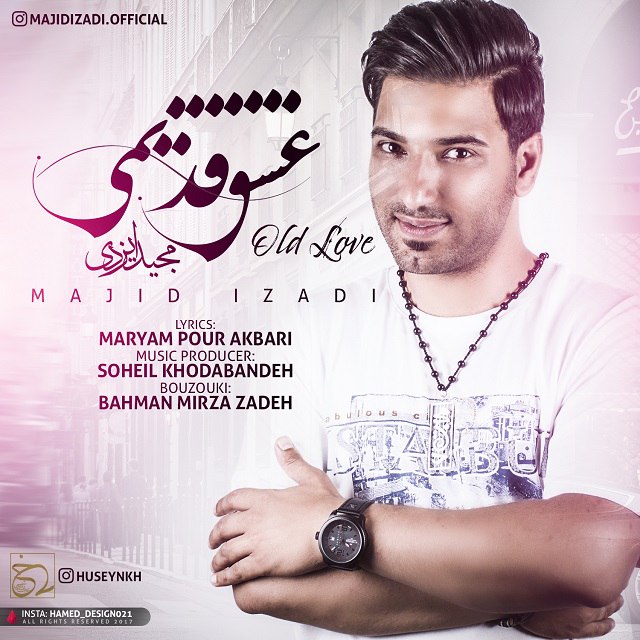 MAJIDIZADI.OFFICIAL
عشق قدیمی
مجید ایزدی
Old Love
MAJID IZADI
LYRICS:
MARYAM POUR AKBARI
MUSIC PRODUCER:
SOHEIL KHODABANDEH
BOUZOUKI:
BAHMAN MIRZA ZADEH
HUSEYNKH
INSTA: HAMED_DESIGN021
ALL RIGHTS RESERVED 2017